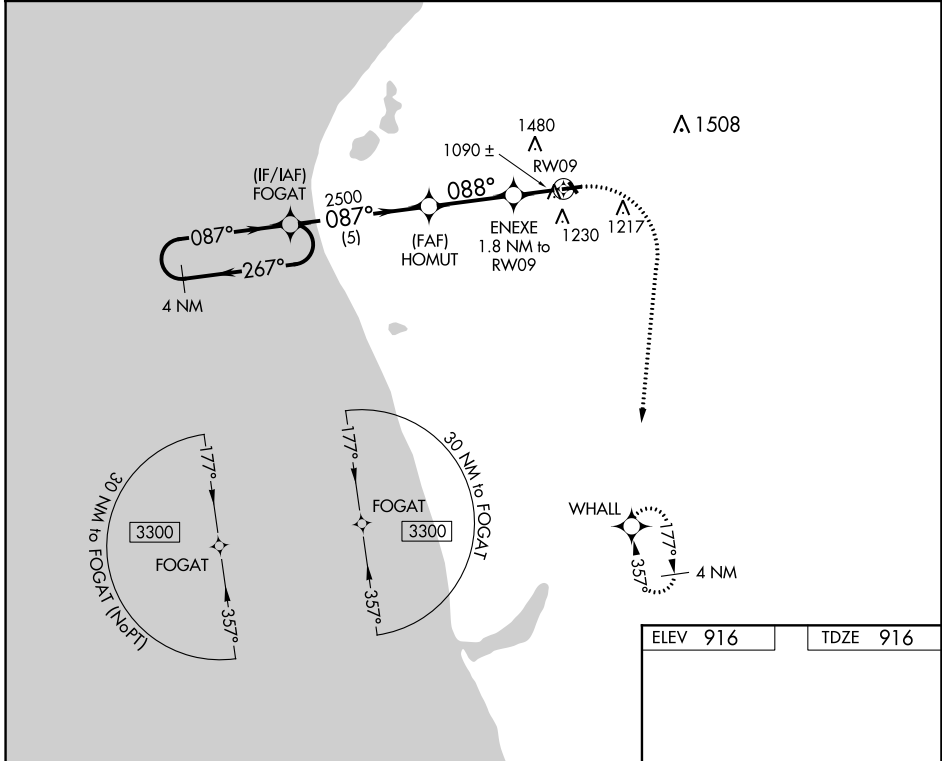 1480
1508
1090 ±
RW09
(IF/IAF)
FOGAT
2500
087°
(5)
088°
087°
267°
4 NM
(FAF)
HOMUT
ENEXE
1.8 NM to
RW09
1230
1217
177°
30 NM to FOGAT (NoPT)
3300
FOGAT
357°
177°
30 NM to FOGAT
FOGAT
3300
357°
WHALL
177°
357°
4 NM
ELEV 916
TDZE 916